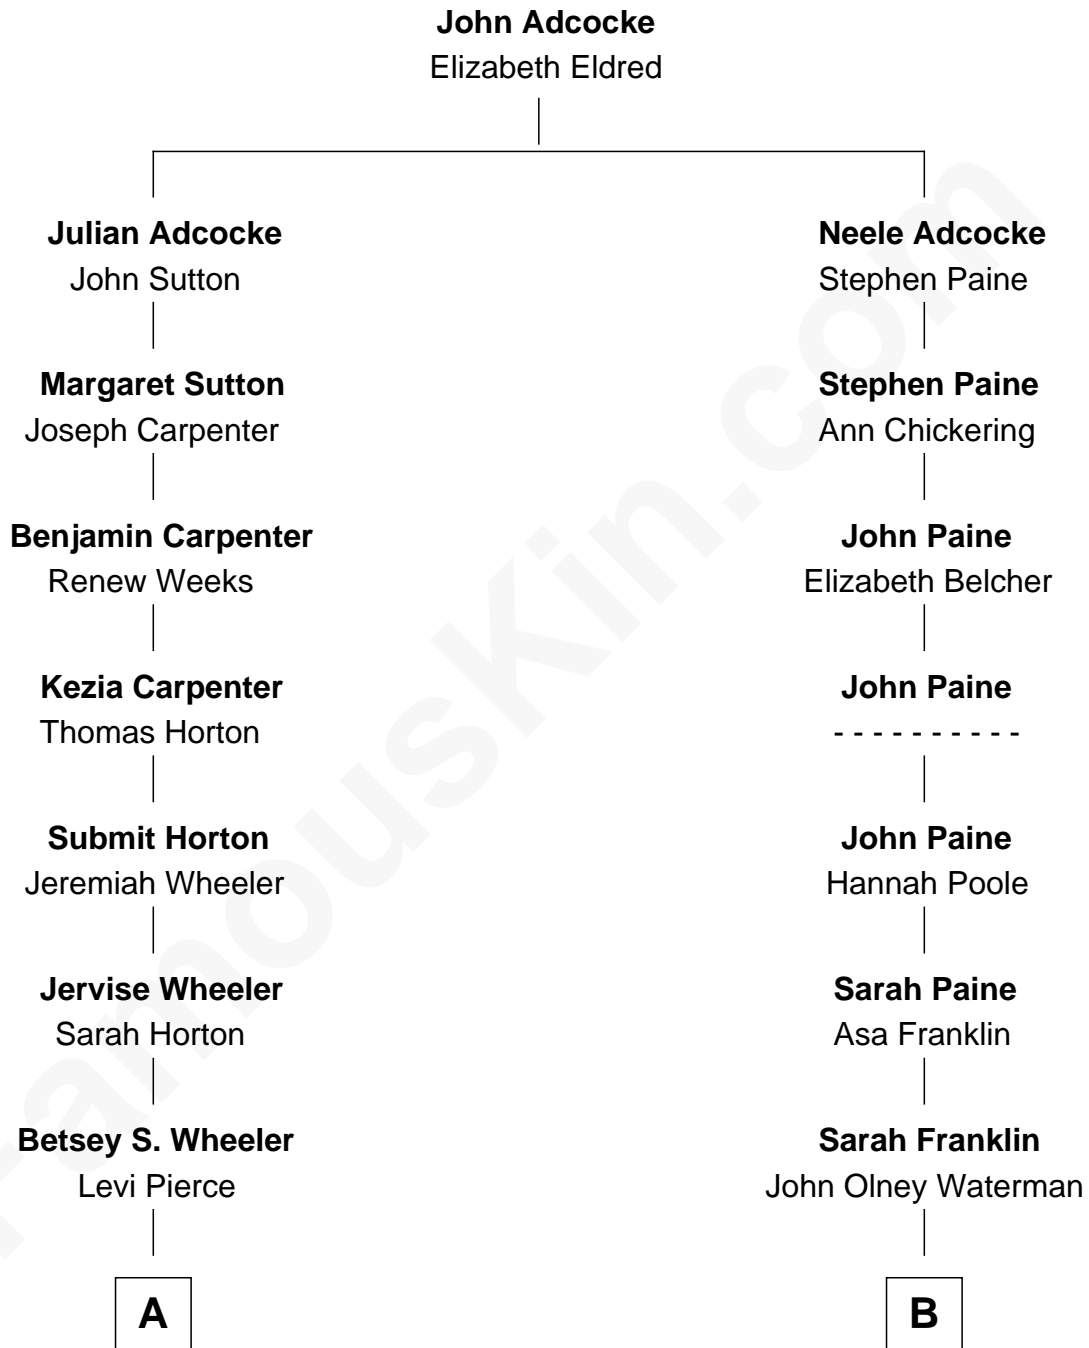 John Adcocke
Elizabeth Eldred
Julian Adcocke
John Sutton
Neele Adcocke
Stephen Paine
Margaret Sutton
Joseph Carpenter
Stephen Paine
Ann Chickering
Benjamin Carpenter
Renew Weeks
John Paine
Elizabeth Belcher
Kezia Carpenter
Thomas Horton
John Paine
- - - - - - - - - -
Submit Horton
Jeremiah Wheeler
John Paine
Hannah Poole
Jervise Wheeler
Sarah Horton
Sarah Paine
Asa Franklin
Betsey S. Wheeler
Levi Pierce
Sarah Franklin
John Olney Waterman
A
B
FamousKin.com